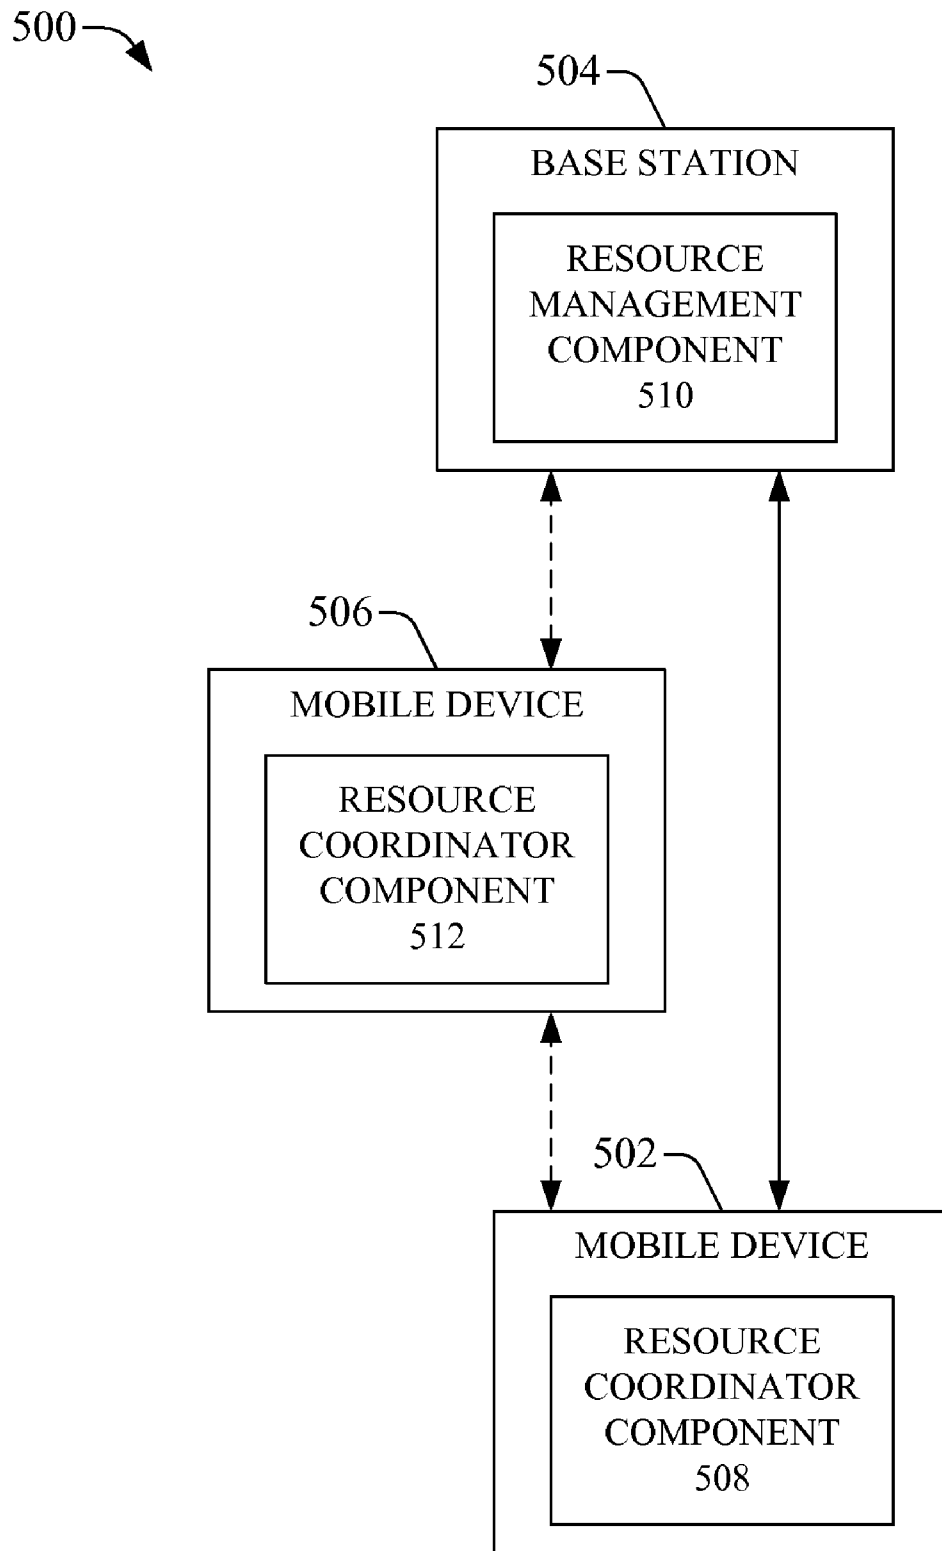 500
504
BASE STATION
RESOURCE
MANAGEMENT
COMPONENT
510
506
MOBILE DEVICE
RESOURCE
COORDINATOR
COMPONENT
512
502
MOBILE DEVICE
RESOURCE
COORDINATOR
COMPONENT
508